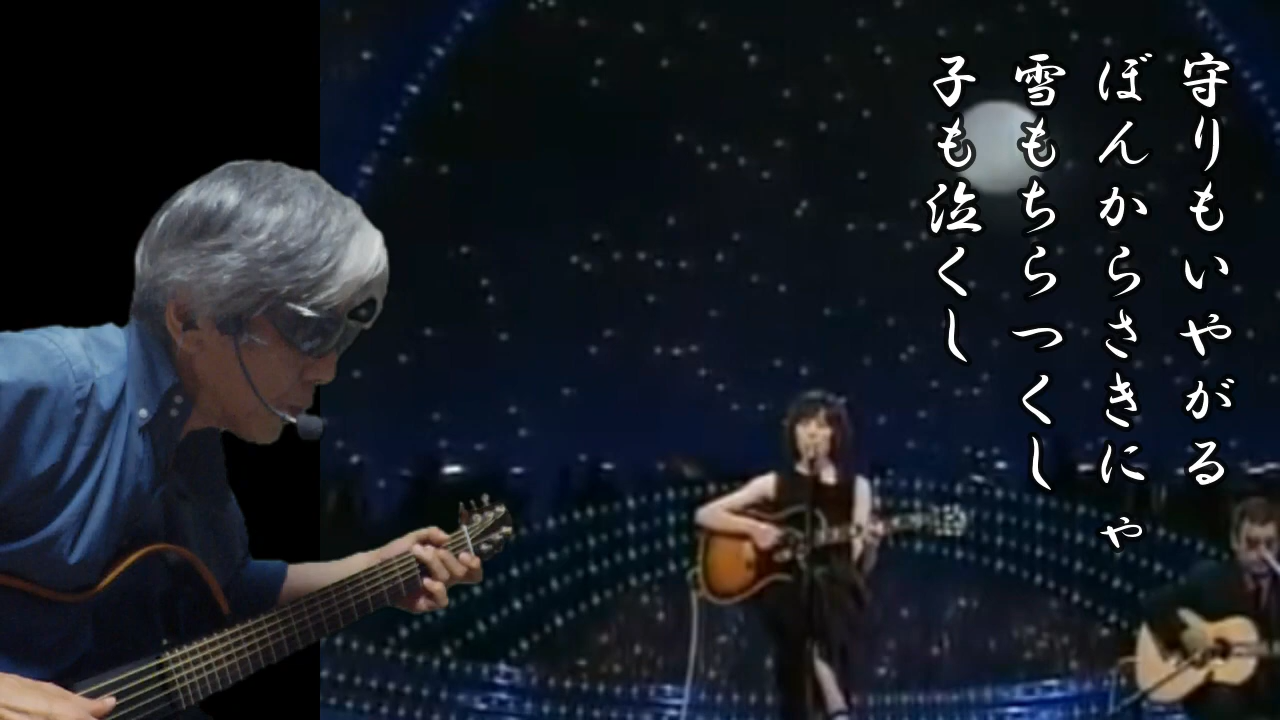 守りもいやがる
ぼんからさきにゃ
雪もちらつくし
子も泣くし